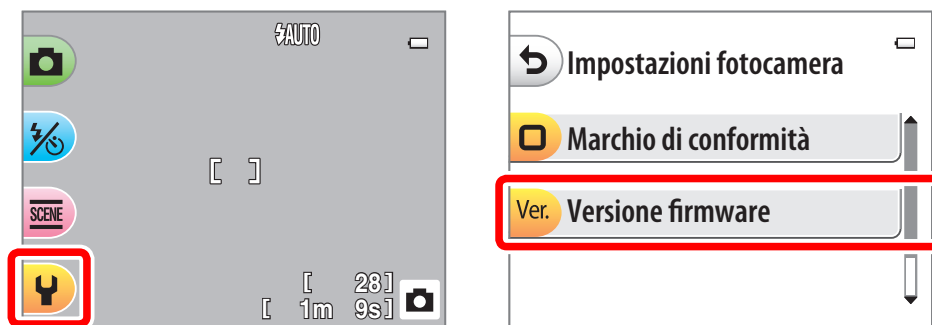 AUTO
SCENE
[ 28]
[ 1m 9s]
Impostazioni fotocamera
Marchio di conformità
Ver. Versione firmware